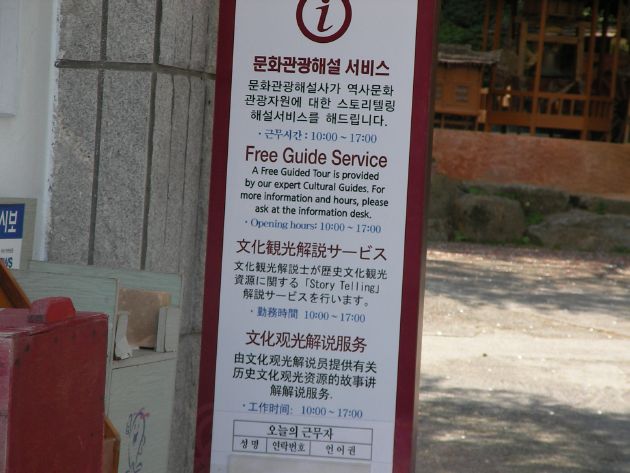 i
문화관광해설 서비스
문화관광해설사가 역사문화
관광자원에 대한 스토리텔링
해설서비스를 해드립니다.
· 근무시간 : 10:00 ~ 17:00
Free Guide Service
A Free Guided Tour is provided
by our expert Cultural Guides. For
more information and hours, please
ask at the information desk.
· Opening hours: 10:00 ~ 17:00
文化観光解説サービス
文化観光解説士が歴史文化観光
資源に関する「Story Telling」
解説サービスを行います。
· 勤務時間 10:00 ~ 17:00
文化观光解说服务
由文化观光解说员提供有关
历史文化观光资源的故事讲
解解说服务.
· 工作时间: 10:00 ~ 17:00
오늘의 근무자
성 명 연락번호 언 어 권
시보